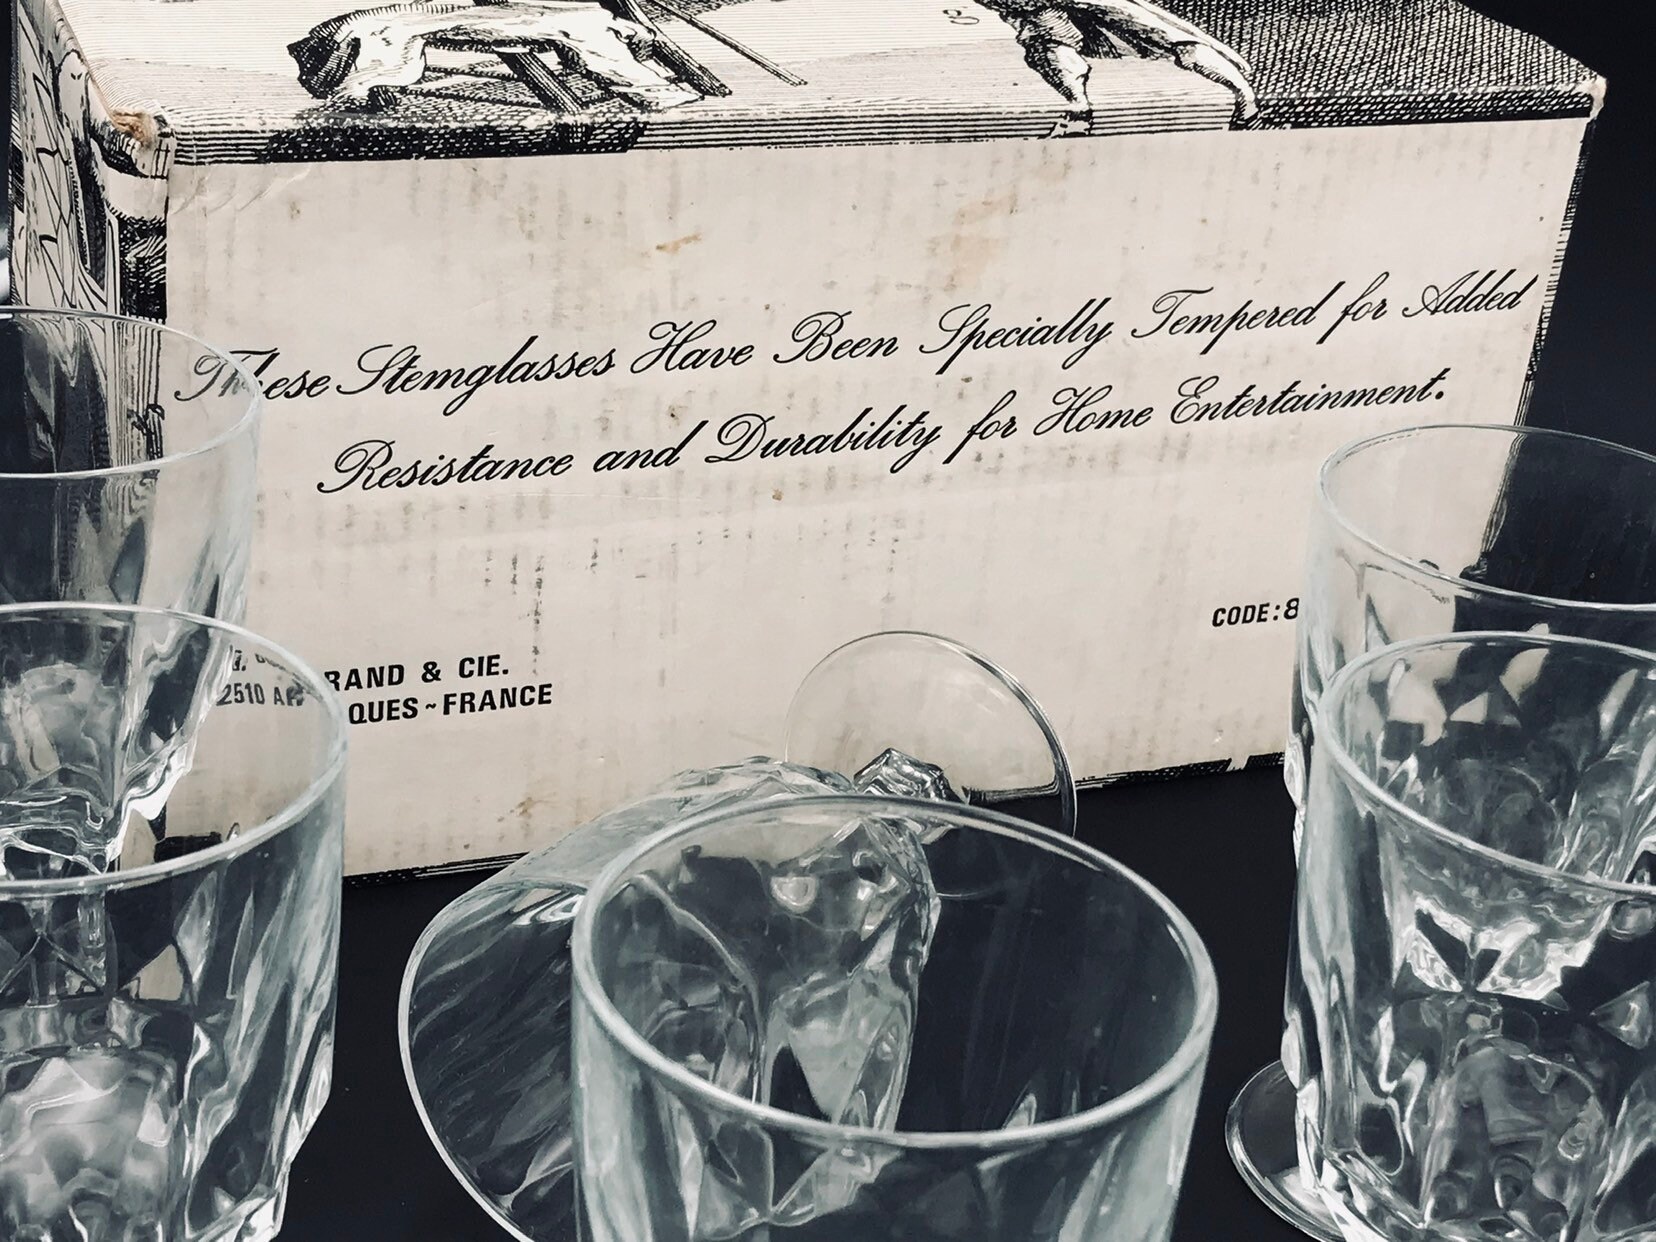 These Stemglasses Have Been Specially Tempered for Added
Resistance and Durability for Home Entertainment.
CODE:8
RAND & CIE.
2510 QUES~FRANCE